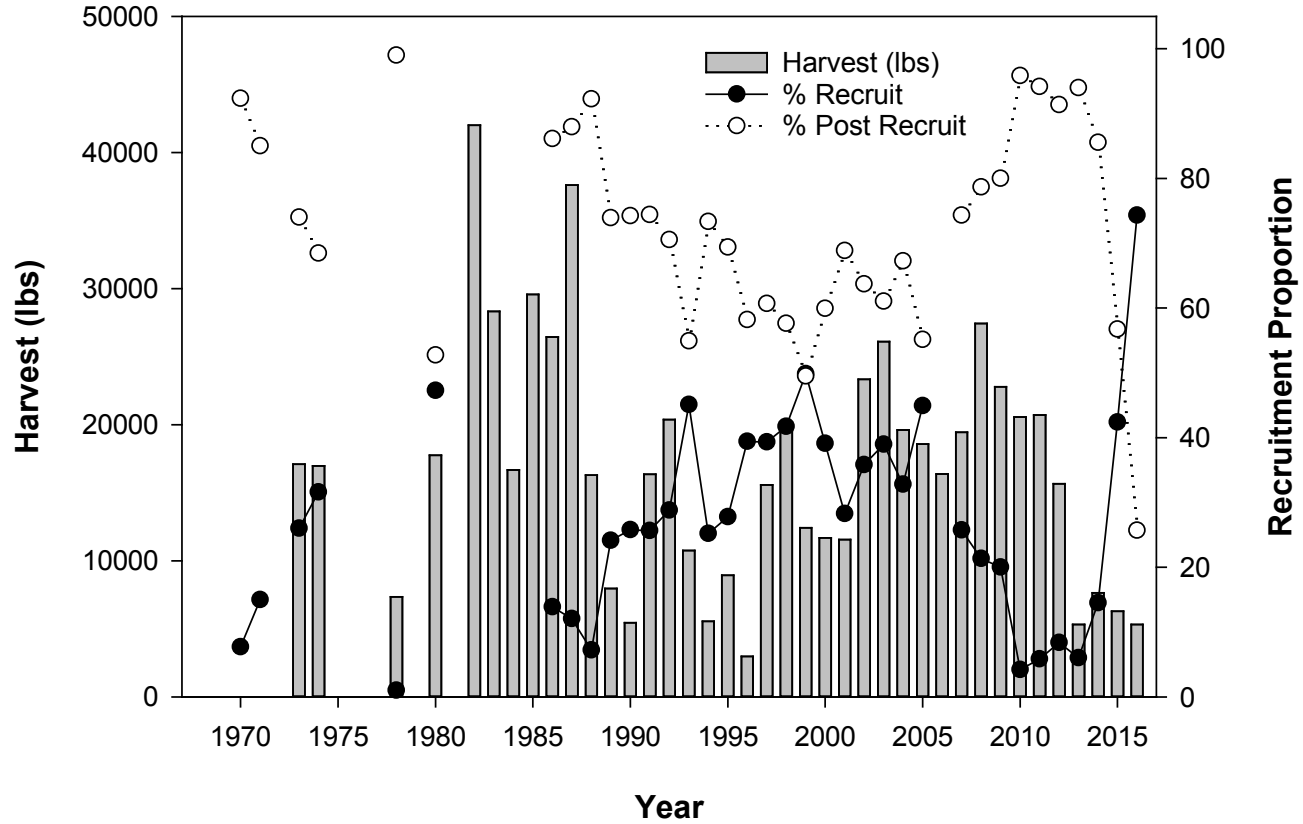 Harvest (lbs)
50000
40000
30000
20000
10000
0
Harvest (lbs)
% Recruit
% Post Recruit
100
80
60
40
20
0
Recruitment Proportion
1970 1975 1980 1985 1990 1995 2000 2005 2010 2015
Year